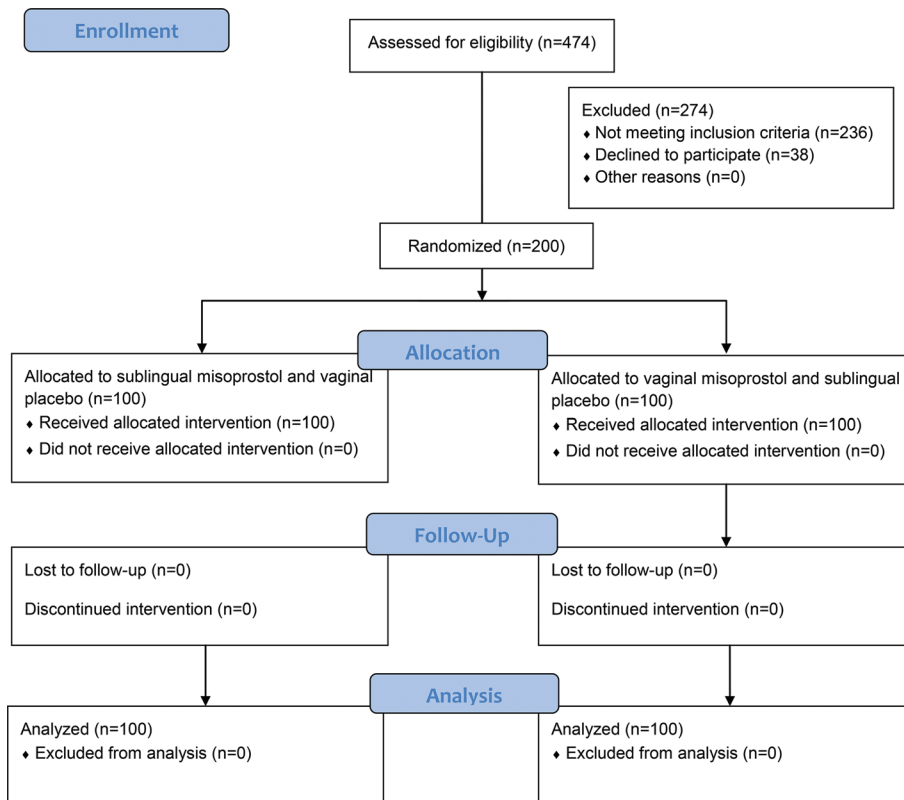 Enrollment
Assessed for eligibility (n=474)
Excluded (n=274)
♦ Not meeting inclusion criteria (n=236)
♦ Declined to participate (n=38)
♦ Other reasons (n=0)
Randomized (n=200)
Allocation
Allocated to sublingual misoprostol and vaginal
placebo (n=100)
♦ Received allocated intervention (n=100)
♦ Did not receive allocated intervention (n=0)
Allocated to vaginal misoprostol and sublingual
placebo (n=100)
♦ Received allocated intervention (n=100)
♦ Did not receive allocated intervention (n=0)
Follow-Up
Lost to follow-up (n=0)
Discontinued intervention (n=0)
Lost to follow-up (n=0)
Discontinued intervention (n=0)
Analysis
Analyzed (n=100)
♦ Excluded from analysis (n=0)
Analyzed (n=100)
♦ Excluded from analysis (n=0)